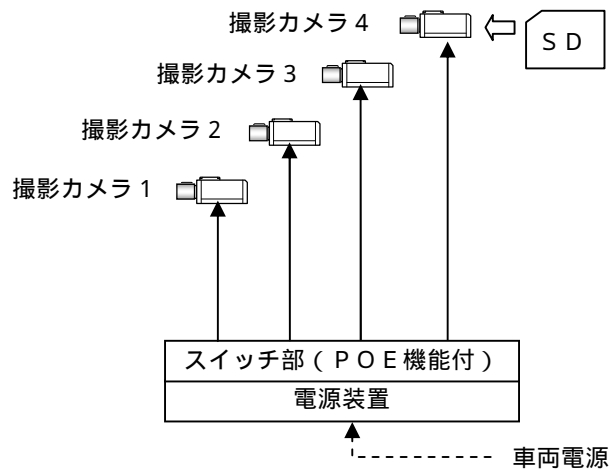 撮影カメラ4
SD
撮影カメラ3
撮影カメラ2
撮影カメラ1
スイッチ部(POE機能付)
電源装置
車両電源